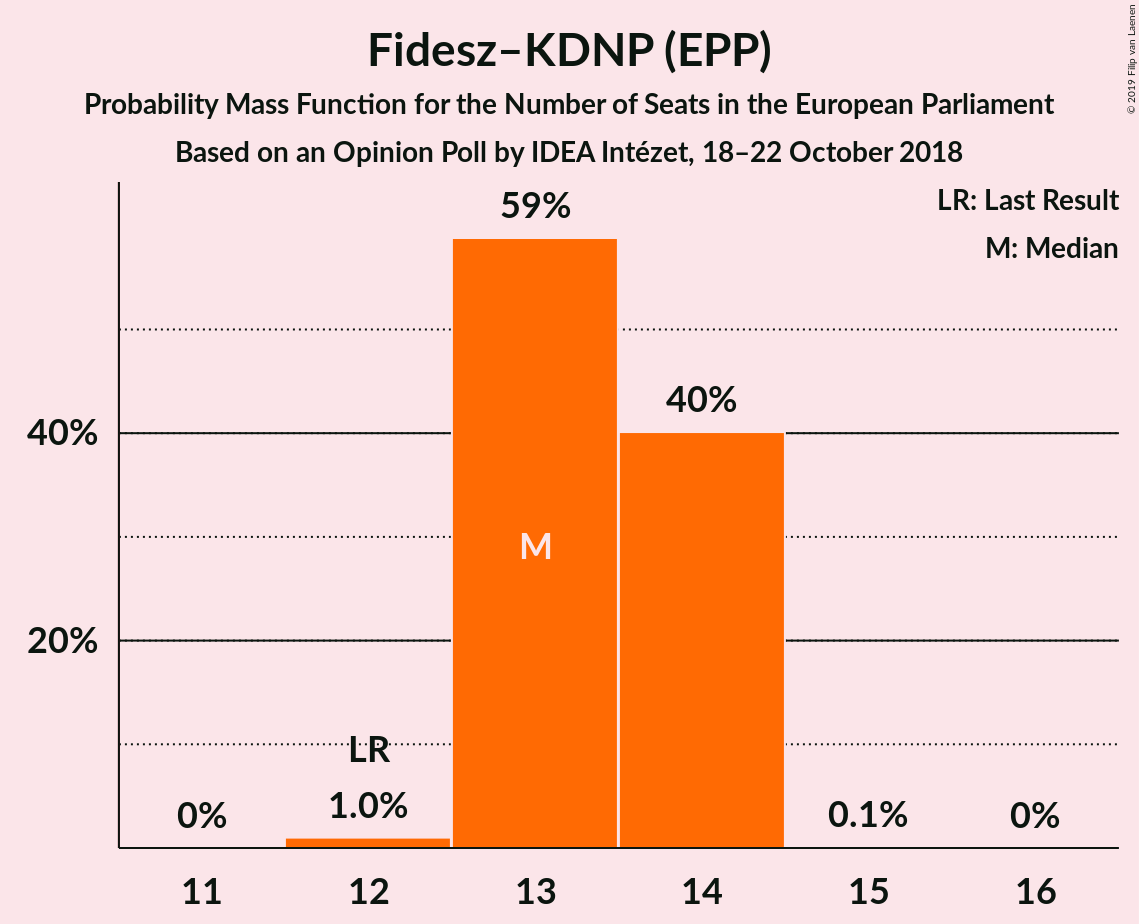 Fidesz–KDNP (EPP)
Probability Mass Function for the Number of Seats in the European Parliament
Based on an Opinion Poll by IDEA Intézet, 18–22 October 2018
© 2019 Filip van Laenen
LR: Last Result
M: Median
59%
40%
40%
M
20%
LR
0%
1.0%
0.1%
0%
11
12
13
14
15
16